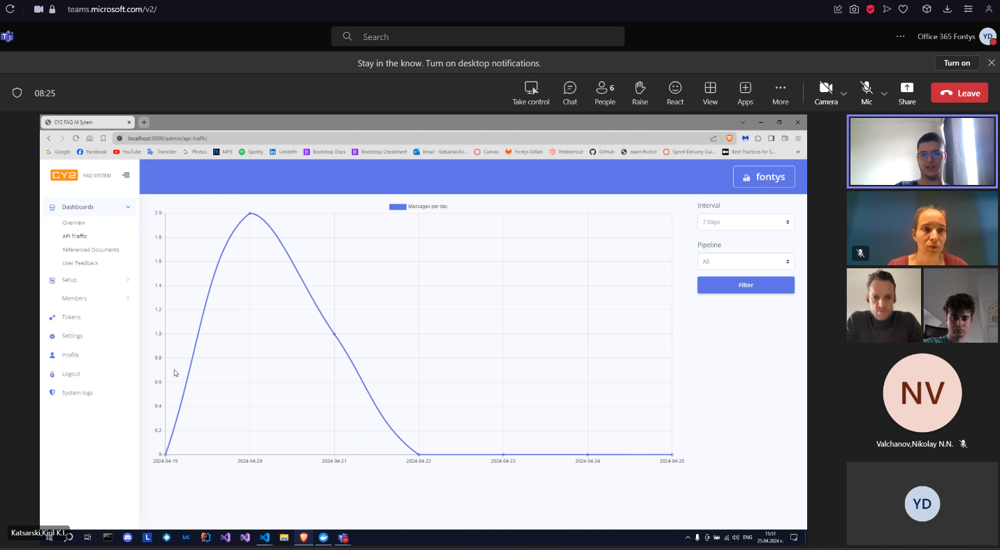 teams.microsoft.com/v2/
Search
Office 365 Fontys
YD
Stay in the know. Turn on desktop notifications.
Turn on
08:25
6
Take control
Chat
People
Raise
React
View
Apps
More
Camera
Mic
Share
Leave
CY2 FAQ AI Sytem
localhost:3000/admin/api-traffic
Google
Facebook
YouTube
Translate
Photos
MP3
Spotify
LinkedIn
Bootstrap Docs
Bootstrap Cheatsheet
Email - Katsarski,Kir...
Canvas
Fontys Gitlab
PebbleHost
GitHub
asam.fhict.nl
Sprint Delivery Gui...
Best Practices for S...
CY2
FAQ SYSTEM
fontys
Dashboards
Overview
API Traffic
Referenced Documents
User Feedback
Setup
Members
Tokens
Settings
Profile
Logout
System logs
Messages per day
2.0
1.8
1.6
1.4
1.2
1.0
0.8
0.6
0.4
0.2
0
2024-04-19
2024-04-20
2024-04-21
2024-04-22
2024-04-23
2024-04-24
2024-04-25
Interval
7 Days
Pipeline
All
Filter
NV
Valchanov,Nikolay N.N.
YD
Katsarski,Kiril K.I.
L
LRC
ENG
15:51
25.04.2024 г.